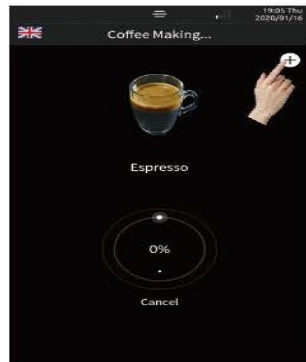 19:05 Thu
2020/01/16
Coffee Making...
Espresso
0%
Cancel